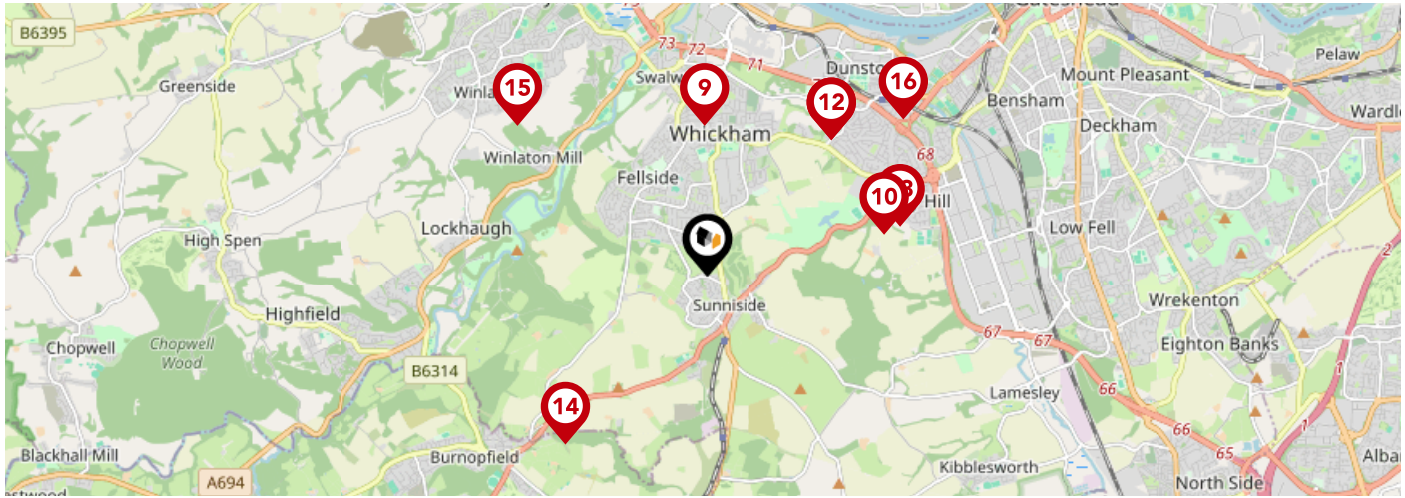 B6395
73
72
71
Gateshead
Pelaw
Greenside
15
Swalw
9
Dunsto
16
Mount Pleasant
Winla
12
Bensham
Wardl
Whickham
Deckham
Winlaton Mill
68
Fellside
10
8
Hill
High Spen
Lockhaugh
Low Fell
2
Sunniside
Wrekenton
Highfield
67
67
Eighton Banks
Chopwell
Chopwell
Wood
B6314
1
Lamesley
66
14
66
1
Blackhall Mill
Burnopfield
65
Alba
Kibblesworth
A694
North Side